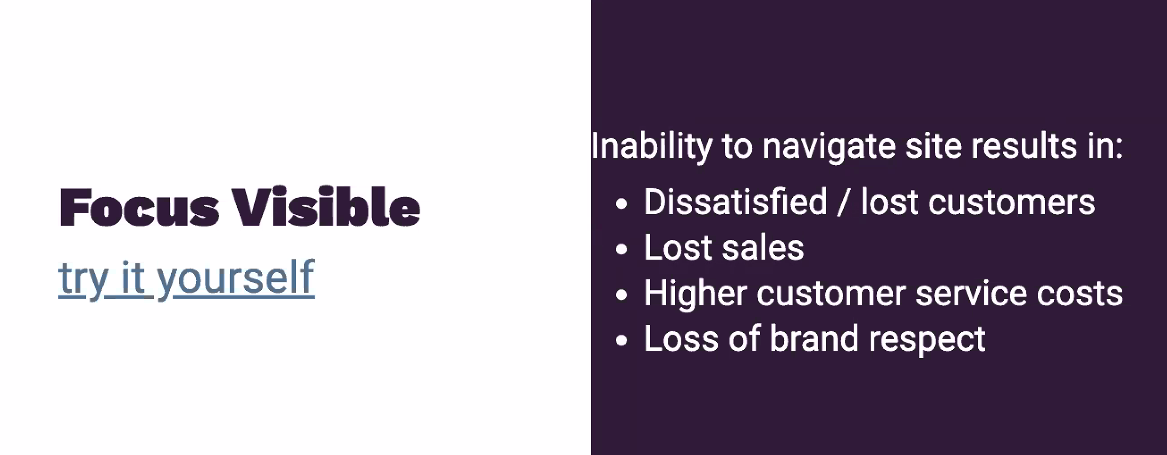 Focus Visible
try it yourself
Inability to navigate site results in:
• Dissatisfied / lost customers
• Lost sales
• Higher customer service costs
• Loss of brand respect